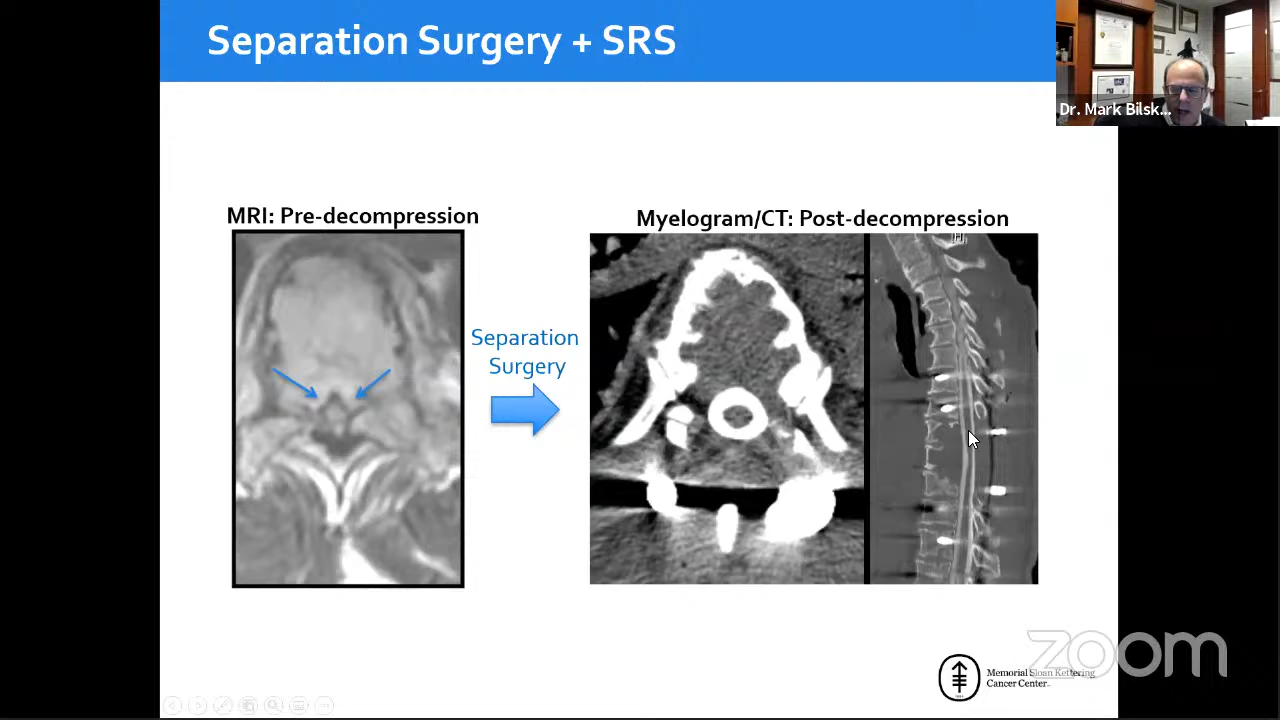 Separation Surgery + SRS
Dr. Mark Bilsk...
MRI: Pre-decompression
Myelogram/CT: Post-decompression
H
Separation
Surgery
zoom
Memorial Sloan Kettering
Cancer Center